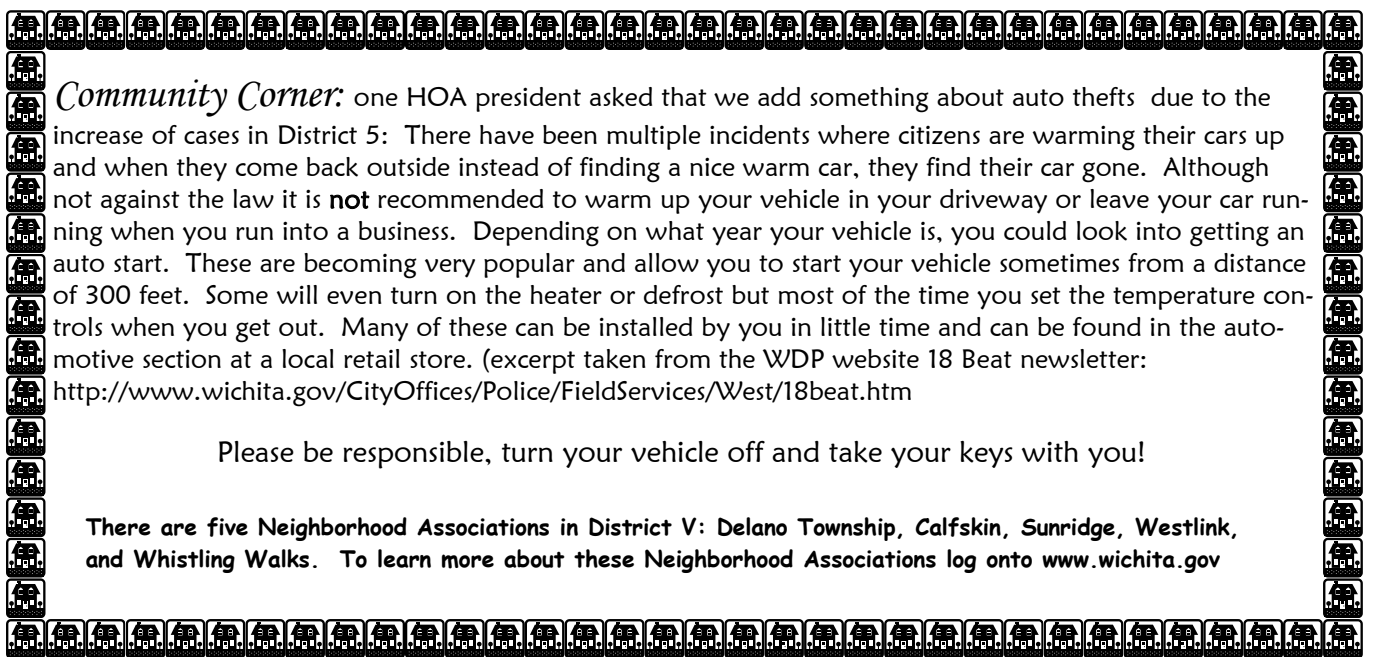 Community Corner: one HOA president asked that we add something about auto thefts due to the
increase of cases in District 5: There have been multiple incidents where citizens are warming their cars up
and when they come back outside instead of finding a nice warm car, they find their car gone. Although
not against the law it is not recommended to warm up your vehicle in your driveway or leave your car run-
ning when you run into a business. Depending on what year your vehicle is, you could look into getting an
auto start. These are becoming very popular and allow you to start your vehicle sometimes from a distance
of 300 feet. Some will even turn on the heater or defrost but most of the time you set the temperature con-
trols when you get out. Many of these can be installed by you in little time and can be found in the auto-
motive section at a local retail store. (excerpt taken from the WDP website 18 Beat newsletter:
http://www.wichita.gov/CityOffices/Police/FieldServices/West/18beat.htm
Please be responsible, turn your vehicle off and take your keys with you!
There are five Neighborhood Associations in District V: Delano Township, Calfskin, Sunridge, Westlink,
and Whistling Walks. To learn more about these Neighborhood Associations log onto www.wichita.gov